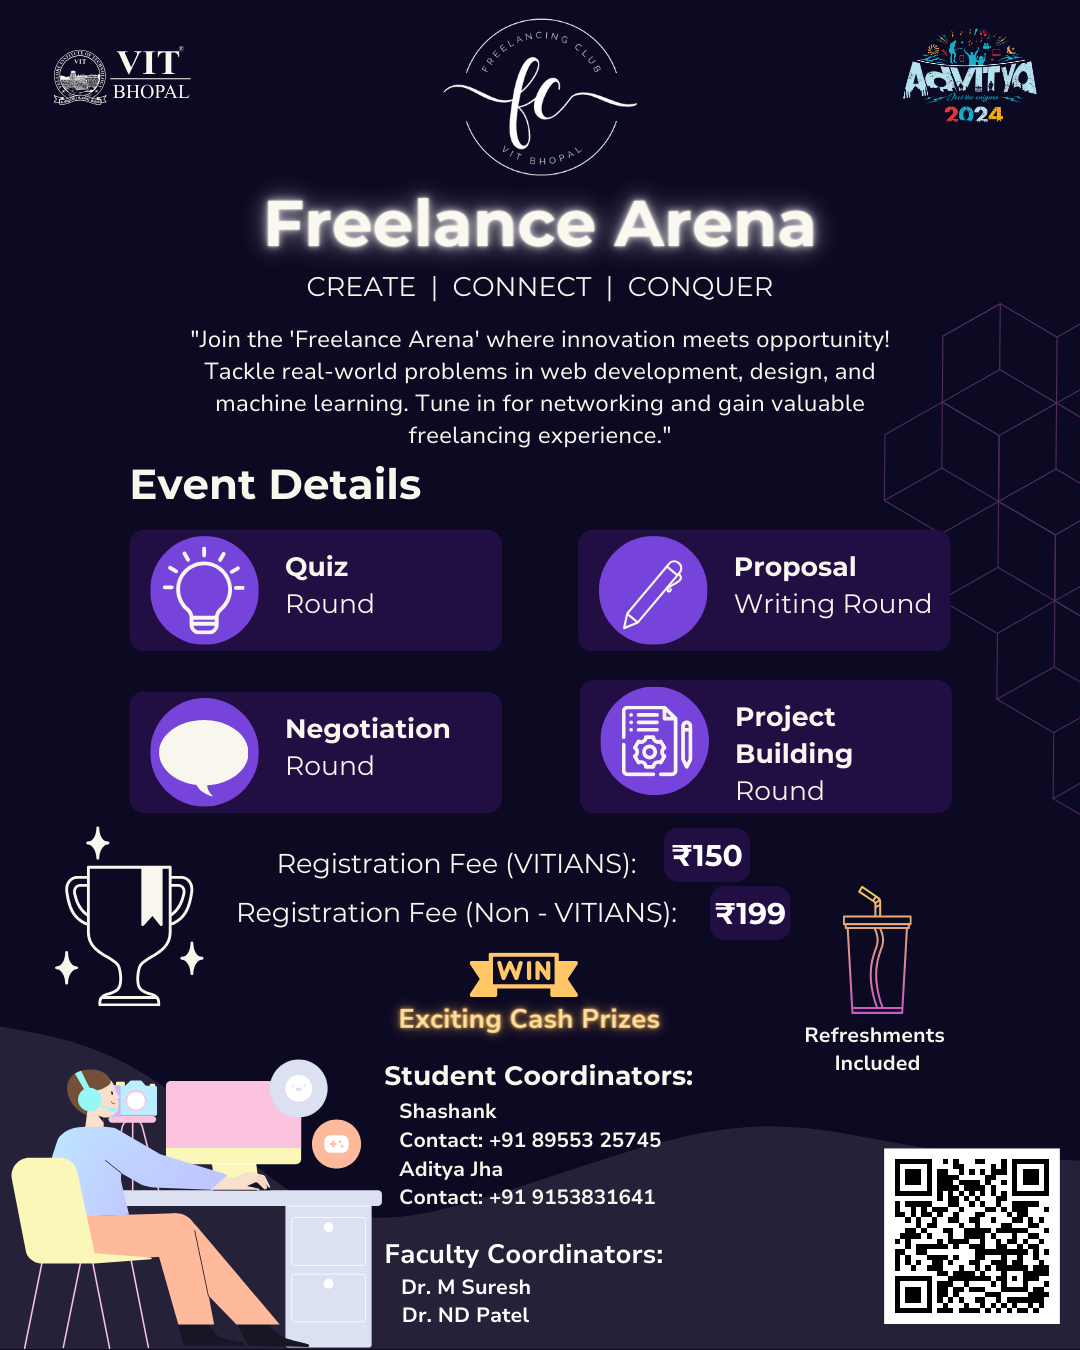 VIT
BHOPAL
FREELANCING CLUB
fc
VIT BHOPAL
AdVITYA
2024
Freelance Arena
CREATE | CONNECT | CONQUER
"Join the 'Freelance Arena' where innovation meets opportunity!
Tackle real-world problems in web development, design, and
machine learning. Tune in for networking and gain valuable
freelancing experience."
Event Details
Quiz
Round
Proposal
Writing Round
Negotiation
Round
Project
Building
Round
Registration Fee (VITIANS): ₹150
Registration Fee (Non - VITIANS): ₹199
WIN
Exciting Cash Prizes
Refreshments
Included
Student Coordinators:
Shashank
Contact: +91 89553 25745
Aditya Jha
Contact: +91 9153831641
Faculty Coordinators:
Dr. M Suresh
Dr. ND Patel